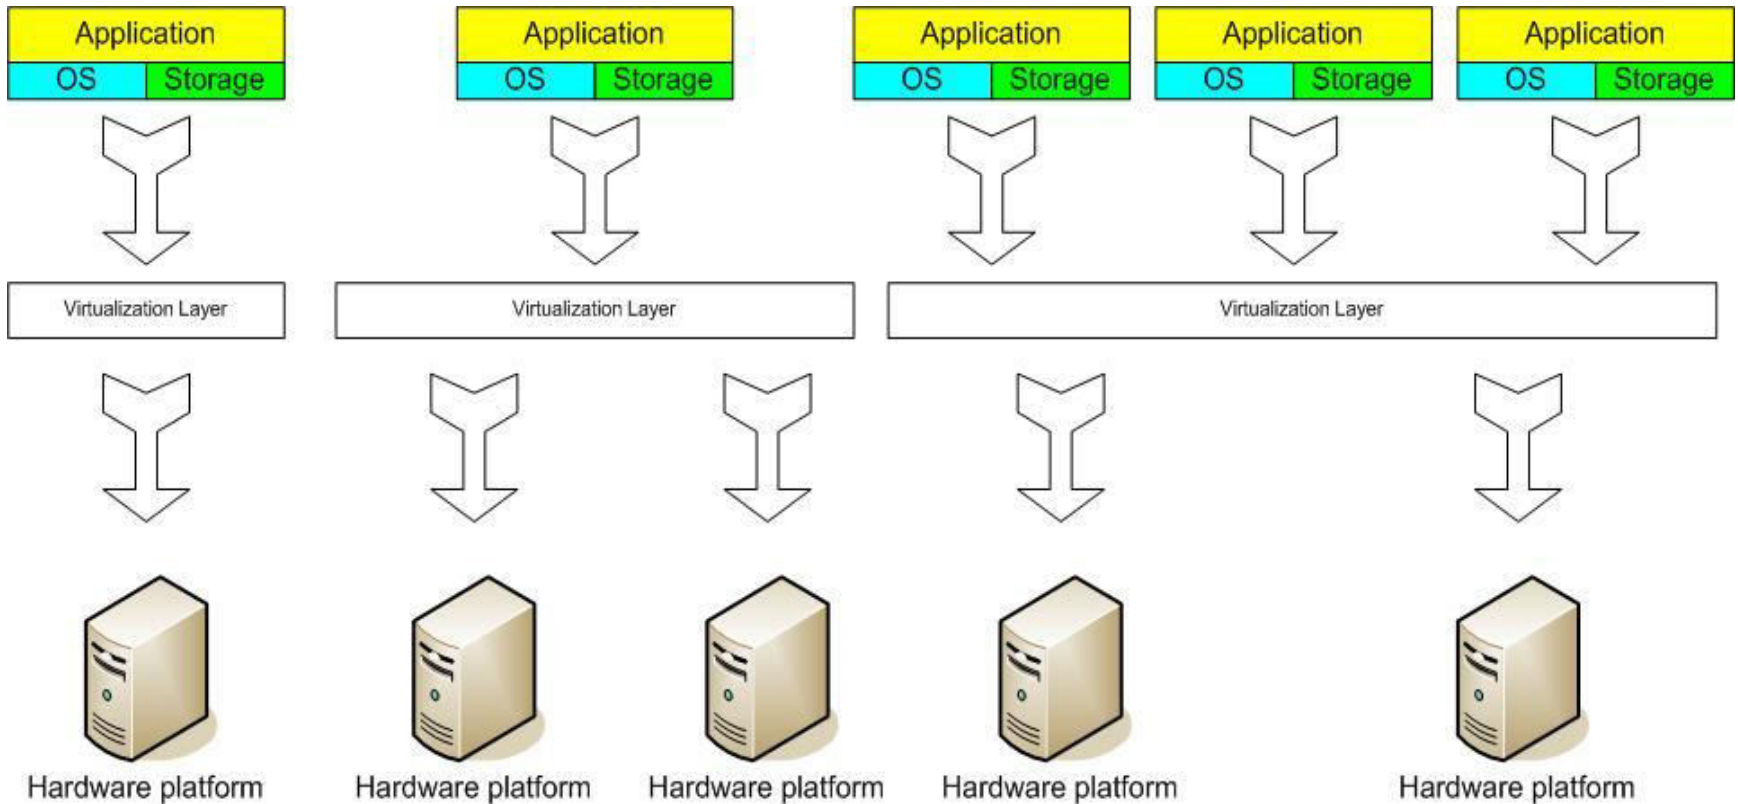 Application Application Application Application Application
OS Storage OS Storage OS Storage OS Storage OS Storage
Virtualization Layer Virtualization Layer Virtualization Layer
Hardware platform Hardware platform Hardware platform Hardware platform Hardware platform